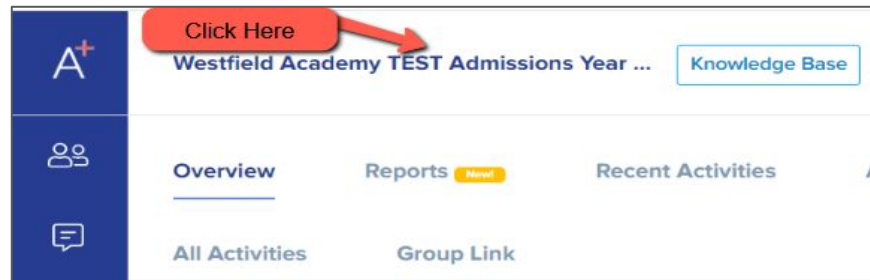 Click Here
A+
Westfield Academy TEST Admissions Year ...
Knowledge Base
Overview
Reports New!
Recent Activities
All Activities
Group Link